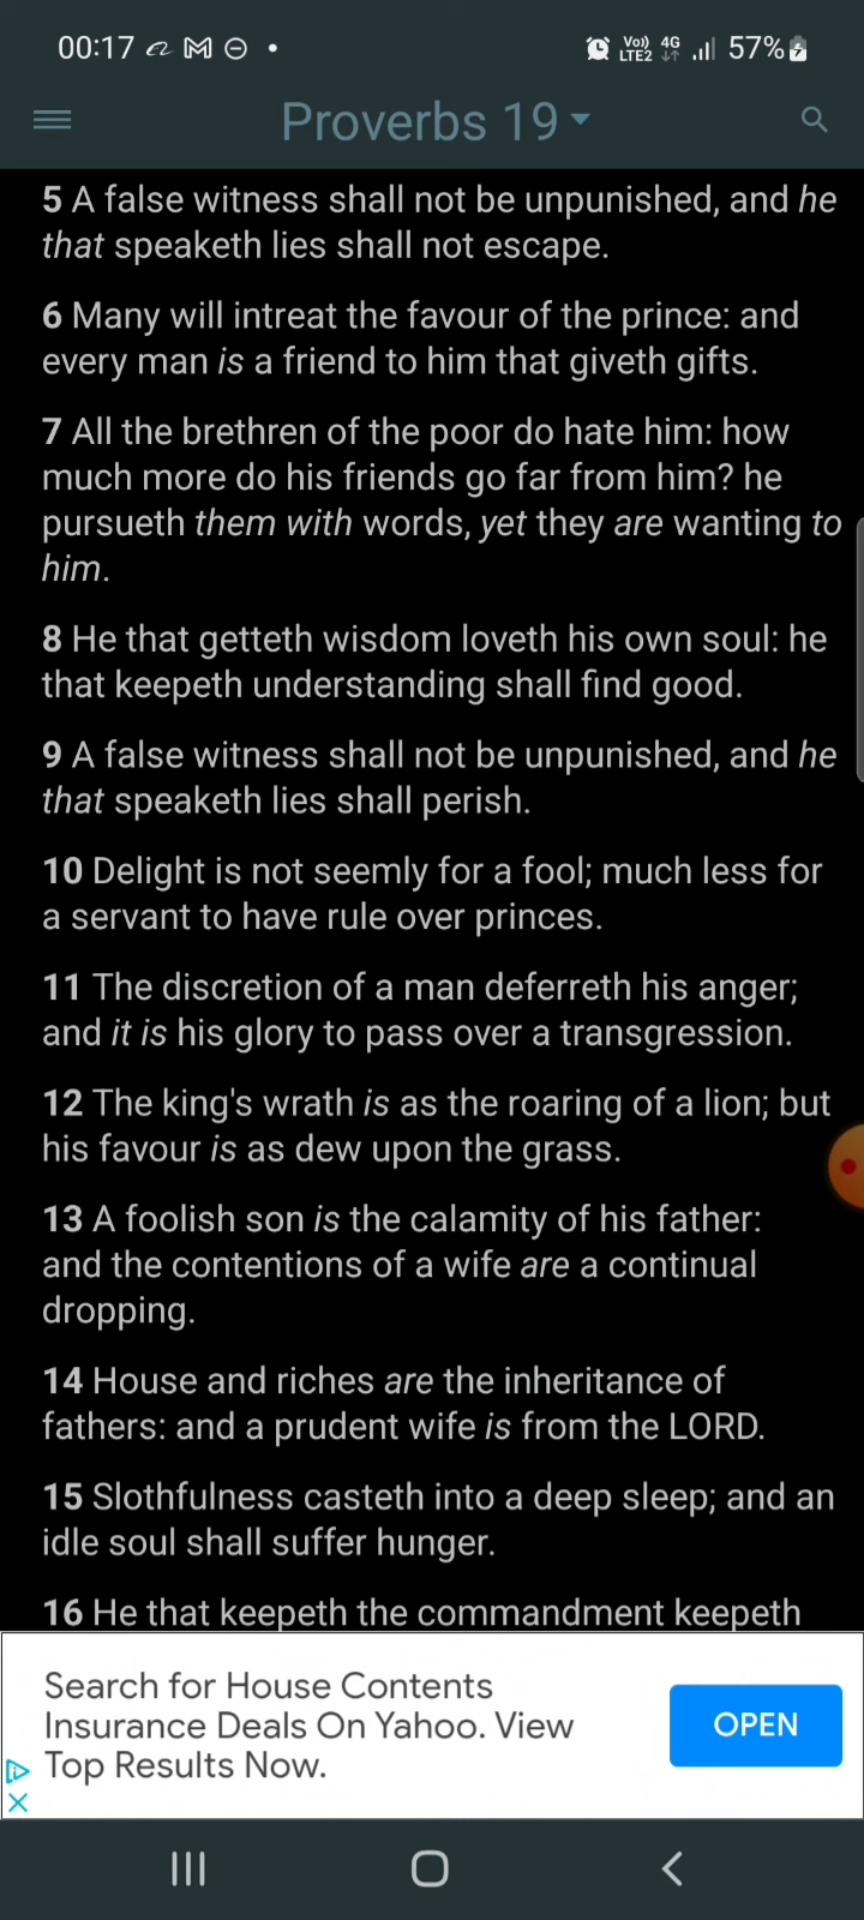 00:17
Vo)) LTE2 4G 57%
Proverbs 19
5 A false witness shall not be unpunished, and he
that speaketh lies shall not escape.
6 Many will intreat the favour of the prince: and
every man is a friend to him that giveth gifts.
7 All the brethren of the poor do hate him: how
much more do his friends go far from him? he
pursueth them with words, yet they are wanting to
him.
8 He that getteth wisdom loveth his own soul: he
that keepeth understanding shall find good.
9 A false witness shall not be unpunished, and he
that speaketh lies shall perish.
10 Delight is not seemly for a fool; much less for
a servant to have rule over princes.
11 The discretion of a man deferreth his anger;
and it is his glory to pass over a transgression.
12 The king's wrath is as the roaring of a lion; but
his favour is as dew upon the grass.
13 A foolish son is the calamity of his father:
and the contentions of a wife are a continual
dropping.
14 House and riches are the inheritance of
fathers: and a prudent wife is from the LORD.
15 Slothfulness casteth into a deep sleep; and an
idle soul shall suffer hunger.
16 He that keepeth the commandment keepeth
Search for House Contents
Insurance Deals On Yahoo. View
Top Results Now.
OPEN